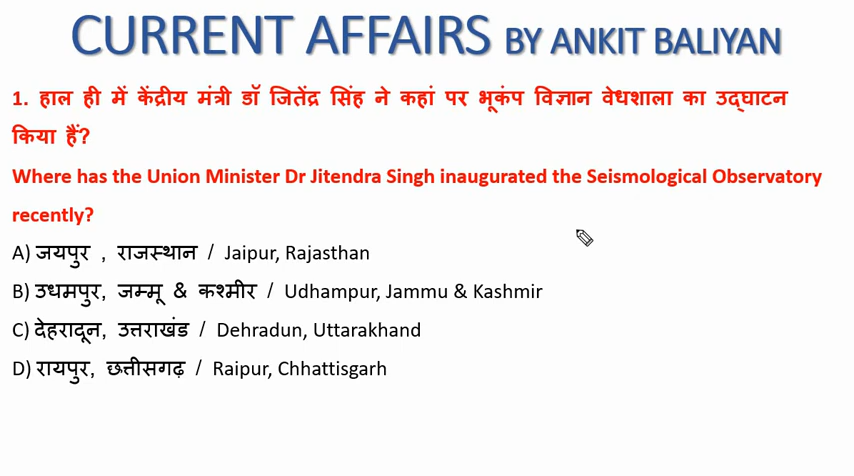 CURRENT AFFAIRS BY ANKIT BALIYAN
1. हाल ही में केंद्रीय मंत्री डॉ जितेंद्र सिंह ने कहां पर भूकंप विज्ञान वेधशाला का उद्घाटन
किया हैं?
Where has the Union Minister Dr Jitendra Singh inaugurated the Seismological Observatory
recently?
A) जयपुर , राजस्थान / Jaipur, Rajasthan
B) उधमपुर, जम्मू & कश्मीर / Udhampur, Jammu & Kashmir
C) देहरादून, उत्तराखंड / Dehradun, Uttarakhand
D) रायपुर, छत्तीसगढ़ / Raipur, Chhattisgarh